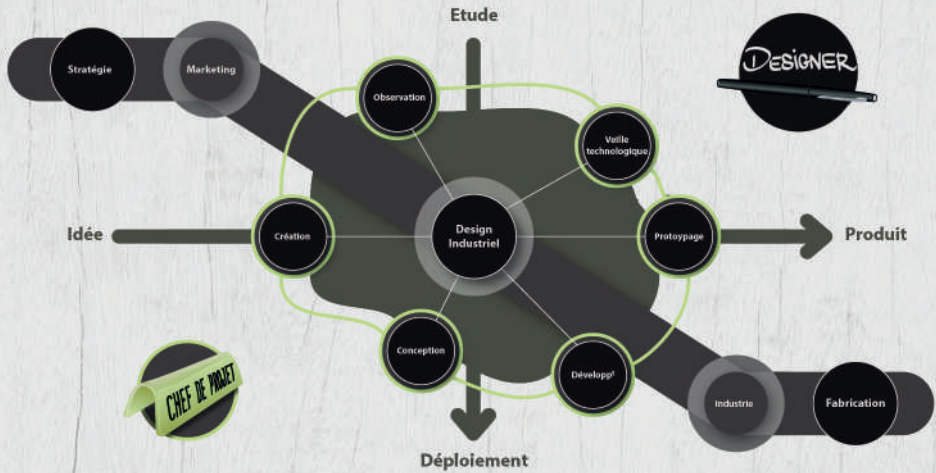 Etude
Stratégie
Marketing
DESIGNER
Observation
Veille
technologique
Idée
Création
Design
Industriel
Protoypage
Produit
Conception
Développt
CHEF DE PROJET
Industrie
Fabrication
Déploiement